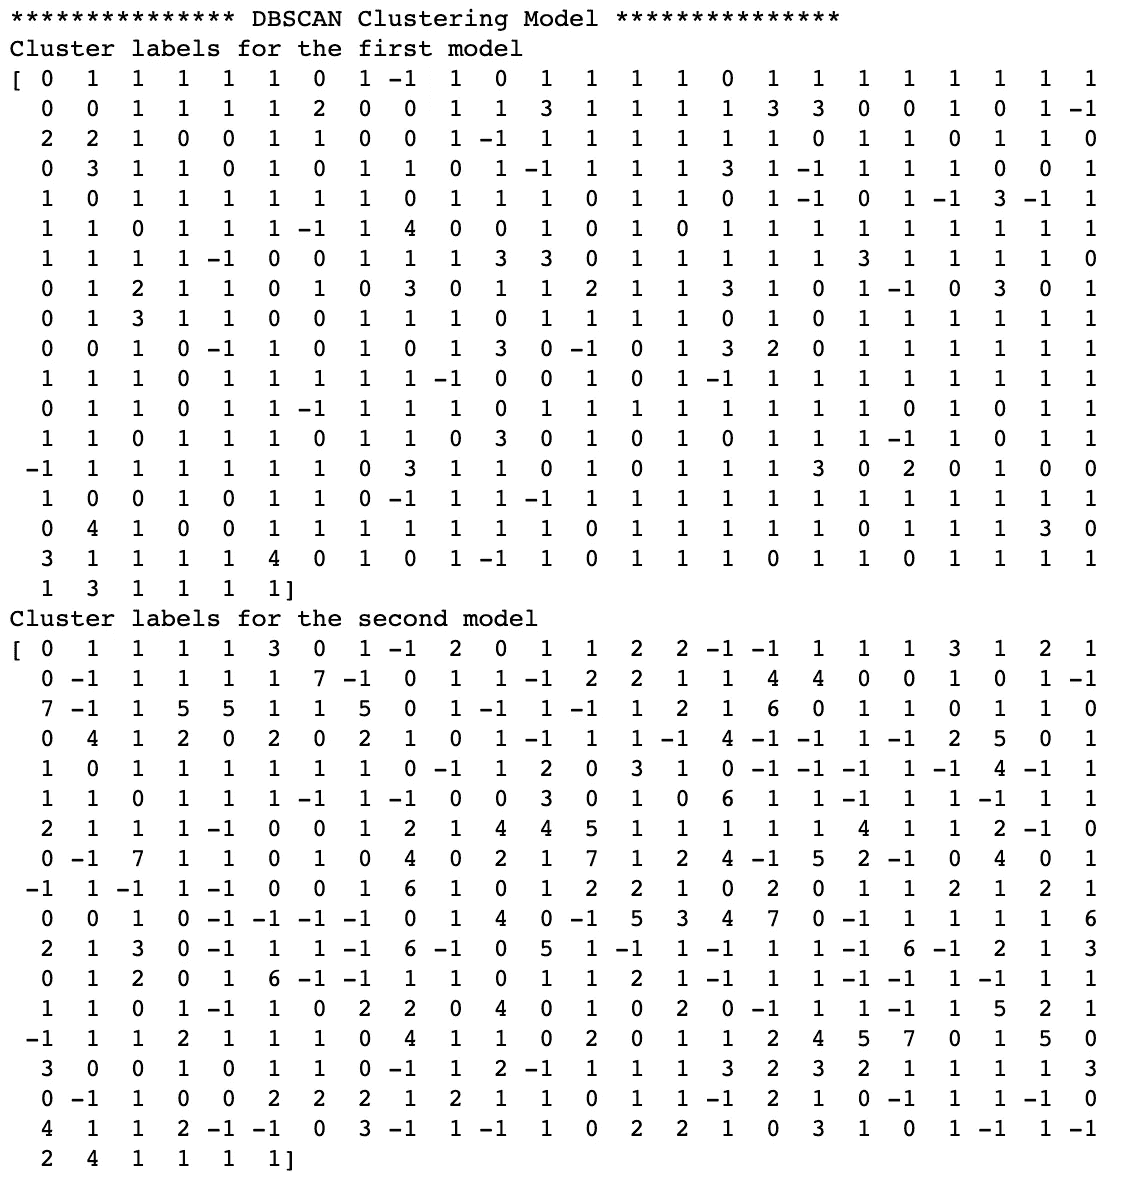 *************** DBSCAN Clustering Model ***************
Cluster labels for the first model
[ 0 1 1 1 1 1 0 1 -1 1 0 1 1 1 1 0 1 1 1 1 1 1 1 1
0 0 1 1 1 1 2 0 0 1 1 3 1 1 1 1 3 3 0 0 1 0 1 -1
2 2 1 0 0 1 1 0 0 1 -1 1 1 1 1 1 1 0 1 1 0 1 1 0
0 3 1 1 0 1 0 1 1 0 1 -1 1 1 1 3 1 -1 1 1 1 0 0 1
1 0 1 1 1 1 1 1 0 1 1 1 0 1 1 0 1 -1 0 1 -1 3 -1 1
1 1 0 1 1 1 -1 1 4 0 0 1 0 1 0 1 1 1 1 1 1 1 1 1
1 1 1 1 -1 0 0 1 1 1 3 3 0 1 1 1 1 1 3 1 1 1 1 0
0 1 2 1 1 0 1 0 3 0 1 1 2 1 1 3 1 0 1 -1 0 3 0 1
0 1 3 1 1 0 0 1 1 1 0 1 1 1 1 0 1 0 1 1 1 1 1 1
0 0 1 0 -1 1 0 1 0 1 3 0 -1 0 1 3 2 0 1 1 1 1 1 1
1 1 1 0 1 1 1 1 1 -1 0 0 1 0 1 -1 1 1 1 1 1 1 1 1
0 1 1 0 1 1 -1 1 1 1 0 1 1 1 1 1 1 1 1 0 1 0 1 1
1 1 0 1 1 1 0 1 1 0 3 0 1 0 1 0 1 1 1 -1 1 0 1 1
-1 1 1 1 1 1 1 0 3 1 1 0 1 0 1 1 1 3 0 2 0 1 0 0
1 0 0 1 0 1 1 0 -1 1 1 -1 1 1 1 1 1 1 1 1 1 1 1 1
0 4 1 0 0 1 1 1 1 1 1 1 0 1 1 1 1 1 0 1 1 1 3 0
3 1 1 1 1 4 0 1 0 1 -1 1 0 1 1 1 0 1 1 0 1 1 1 1
1 3 1 1 1 1]
Cluster labels for the second model
[ 0 1 1 1 1 3 0 1 -1 2 0 1 1 2 2 -1 -1 1 1 1 3 1 2 1
0 -1 1 1 1 1 7 -1 0 1 1 -1 2 2 1 1 4 4 0 0 1 0 1 -1
7 -1 1 5 5 1 1 5 0 1 -1 1 -1 1 2 1 6 0 1 1 0 1 1 0
0 4 1 2 0 2 0 2 1 0 1 -1 1 1 -1 4 -1 -1 1 -1 2 5 0 1
1 0 1 1 1 1 1 1 0 -1 1 2 0 3 1 0 -1 -1 -1 1 -1 4 -1 1
1 1 0 1 1 1 -1 1 -1 0 0 3 0 1 0 6 1 1 -1 1 1 -1 1 1
2 1 1 1 -1 0 0 1 2 1 4 4 5 1 1 1 1 1 4 1 1 2 -1 0
0 -1 7 1 1 0 1 0 4 0 2 1 7 1 2 4 -1 5 2 -1 0 4 0 1
-1 1 -1 1 -1 0 0 1 6 1 0 1 2 2 1 0 2 0 1 1 2 1 2 1
0 0 1 0 -1 -1 -1 -1 0 1 4 0 -1 5 3 4 7 0 -1 1 1 1 1 6
2 1 3 0 -1 1 1 -1 6 -1 0 5 1 -1 1 -1 1 1 -1 6 -1 2 1 3
0 1 2 0 1 6 -1 -1 1 1 0 1 1 2 1 -1 1 1 -1 -1 1 -1 1 1
1 1 0 1 -1 1 0 2 2 0 4 0 1 0 2 0 -1 1 1 -1 1 5 2 1
-1 1 1 2 1 1 1 0 4 1 1 0 2 0 1 1 2 4 5 7 0 1 5 0
3 0 0 1 0 1 1 0 -1 1 2 -1 1 1 1 3 2 3 2 1 1 1 1 3
0 -1 1 0 0 2 2 2 1 2 1 1 0 1 1 -1 2 1 0 -1 1 1 -1 0
4 1 1 2 -1 -1 0 3 -1 1 -1 1 0 2 2 1 0 3 1 0 1 -1 1 -1
2 4 1 1 1 1]